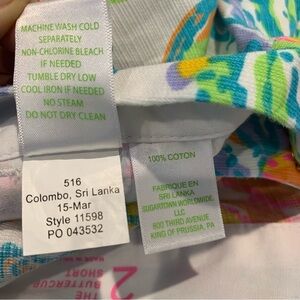 MACHINE WASH COLD
SEPARATELY
NON-CHLORINE BLEACH
IF NEEDED
TUMBLE DRY LOW
COOL IRON IF NEEDED
NO STEAM
DO NOT DRY CLEAN
516
Colombo, Sri Lanka
15-Mar
Style 11598
PO 043532
100% COTON
FABRIQUE EN
SRI LANKA
SUGARTOWN WORLDWIDE,
LLC
800 THIRD AVENUE
KING OF PRUSSIA, PA
THE
BUTTERCUP
SHORT
2